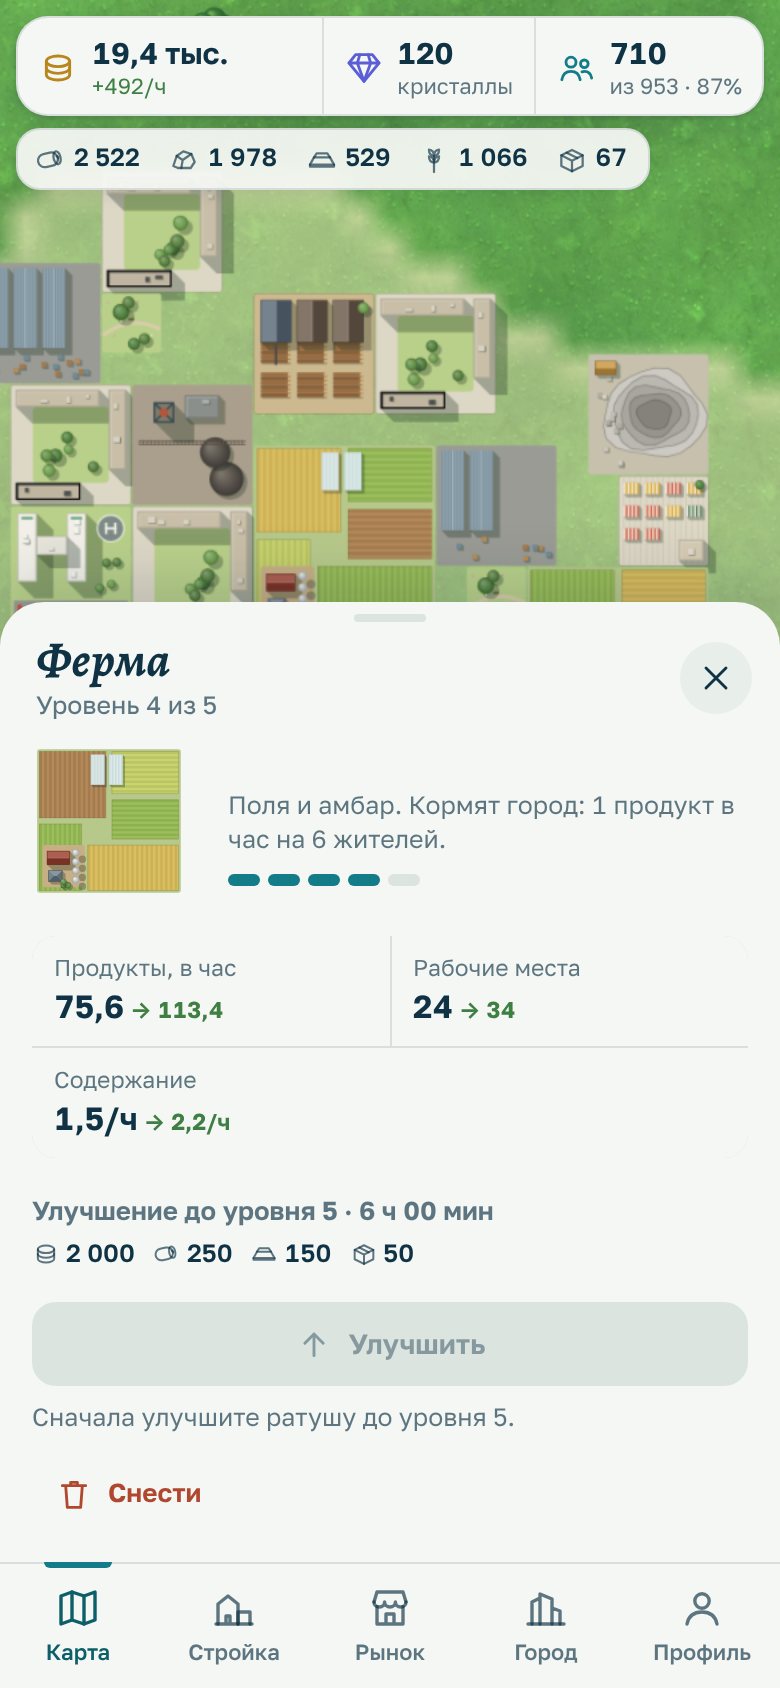 19,4 тыс.
+492/ч
120
кристаллы
710
из 953 · 87%
2 522 1 978 529 1 066 67
H
Ферма
Уровень 4 из 5
Поля и амбар. Кормят город: 1 продукт в
час на 6 жителей.
Продукты, в час
75,6 → 113,4
Рабочие места
24 → 34
Содержание
1,5/ч → 2,2/ч
Улучшение до уровня 5 · 6 ч 00 мин
2 000 250 150 50
Улучшить
Сначала улучшите ратушу до уровня 5.
Снести
Карта Стройка Рынок Город Профиль